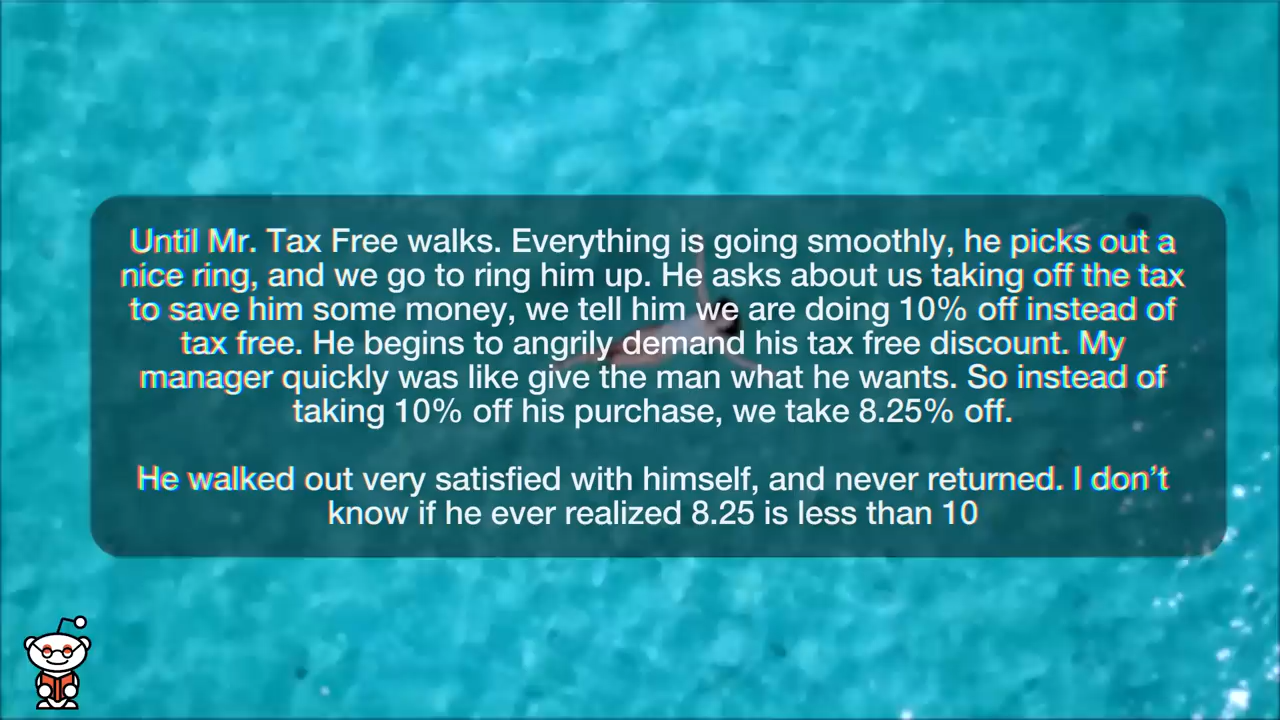 Until Mr. Tax Free walks. Everything is going smoothly, he picks out a
nice ring, and we go to ring him up. He asks about us taking off the tax
to save him some money, we tell him we are doing 10% off instead of
tax free. He begins to angrily demand his tax free discount. My
manager quickly was like give the man what he wants. So instead of
taking 10% off his purchase, we take 8.25% off.
He walked out very satisfied with himself, and never returned. I don’t
know if he ever realized 8.25 is less than 10